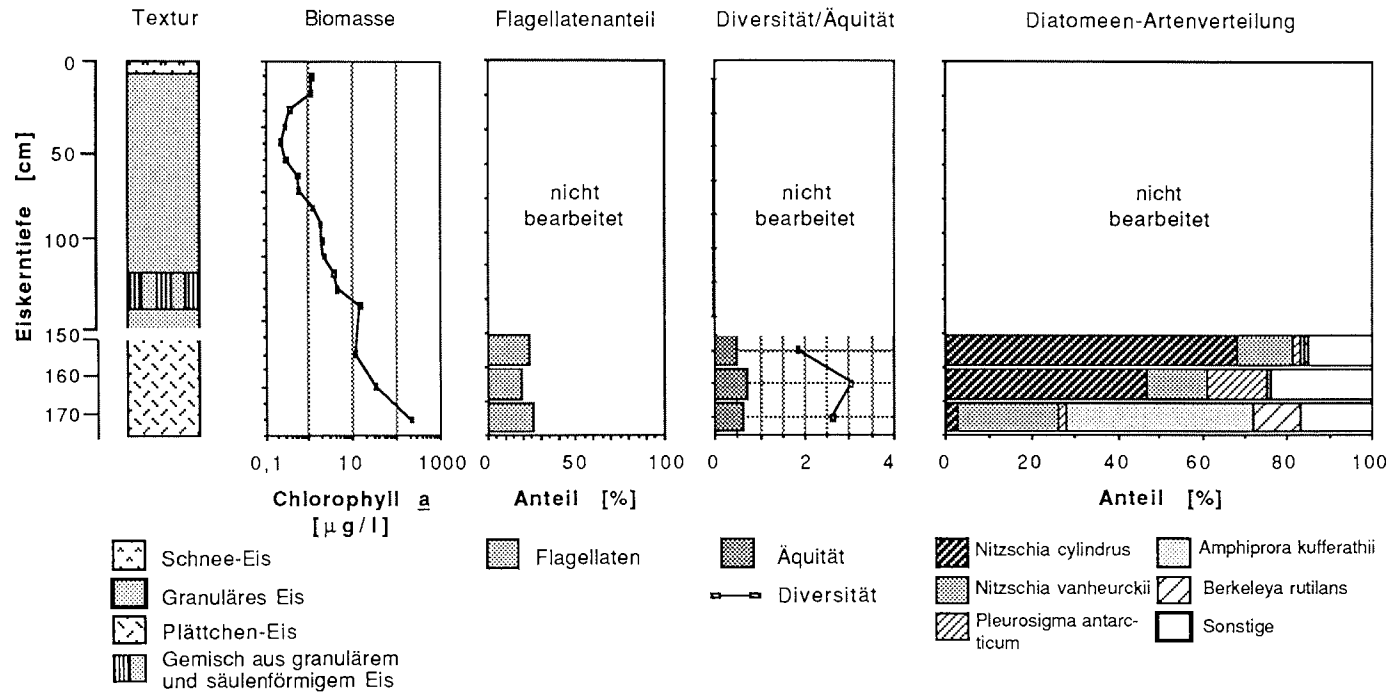 Textur
Biomasse
Flagellatenanteil
Diversität/Äquität
Diatomeen-Artenverteilung
Eiskerntiefe [cm]
0
50
100
150
150
160
170
nicht
bearbeitet
nicht
bearbeitet
nicht
bearbeitet
0,1 10 1000
0 50 100
0 2 4
0 20 40 60 80 100
Chlorophyll a
[µg/l]
Anteil [%]
Anteil [%]
Schnee-Eis
Granuläres Eis
Plättchen-Eis
Gemisch aus granulärem
und säulenförmigem Eis
Flagellaten
Äquität
Diversität
Nitzschia cylindrus
Nitzschia vanheurckii
Pleurosigma antarc-
ticum
Amphiprora kufferathii
Berkeleya rutilans
Sonstige